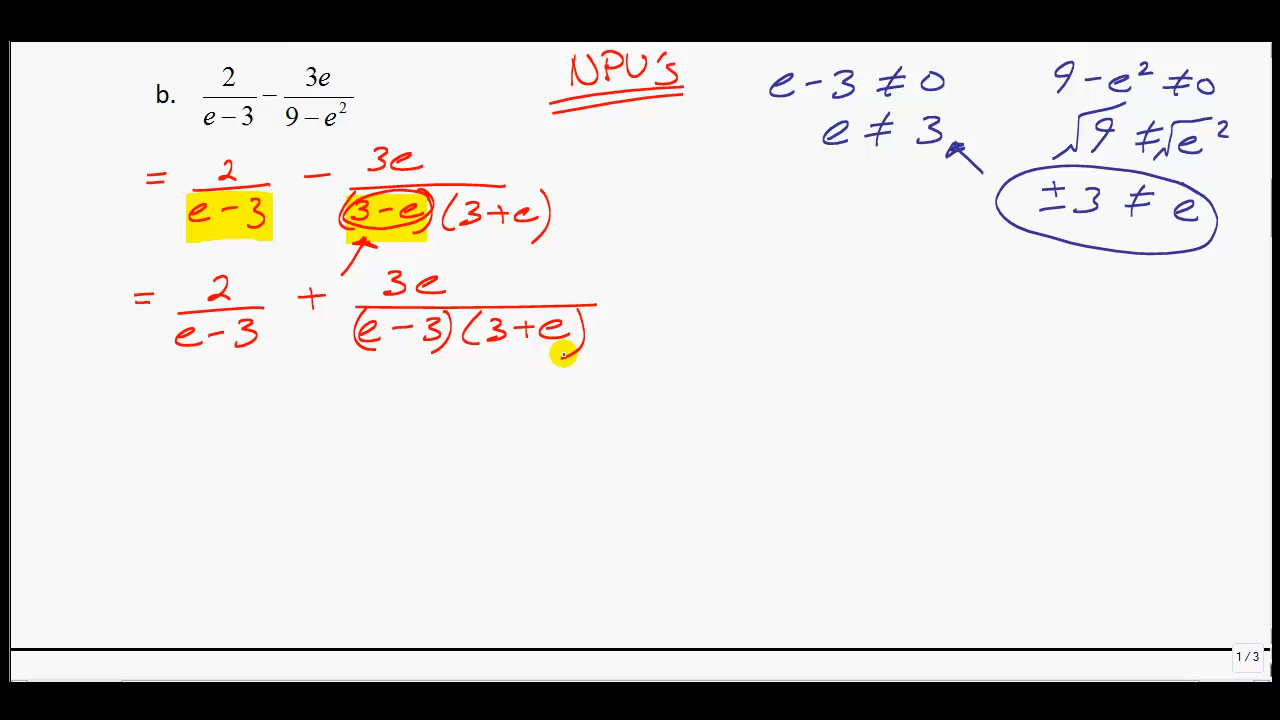 NPU's
b. 2/(e-3) - 3e/(9-e²)
e-3 ≠ 0
9-e² ≠ 0
e ≠ 3
√9 ≠ √e²
±3 ≠ e
= 2/(e-3) - 3e/((3-e)(3+e))
= 2/(e-3) + 3e/((e-3)(3+e))
1/3